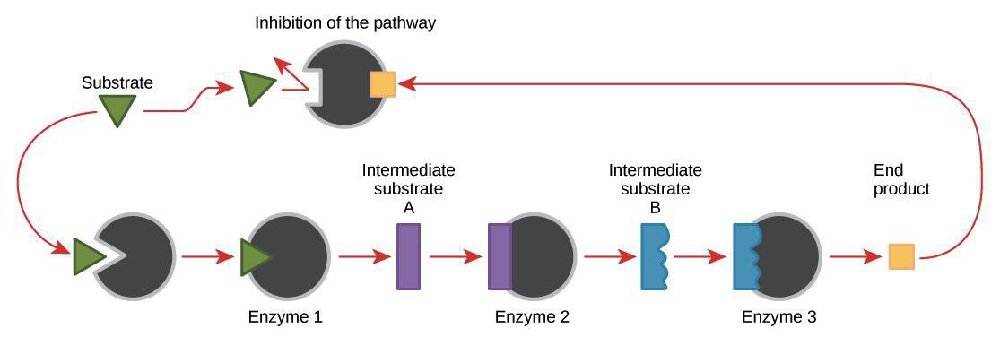 Inhibition of the pathway
Substrate
Intermediate
substrate
A
Intermediate
substrate
B
End
product
Enzyme 1
Enzyme 2
Enzyme 3